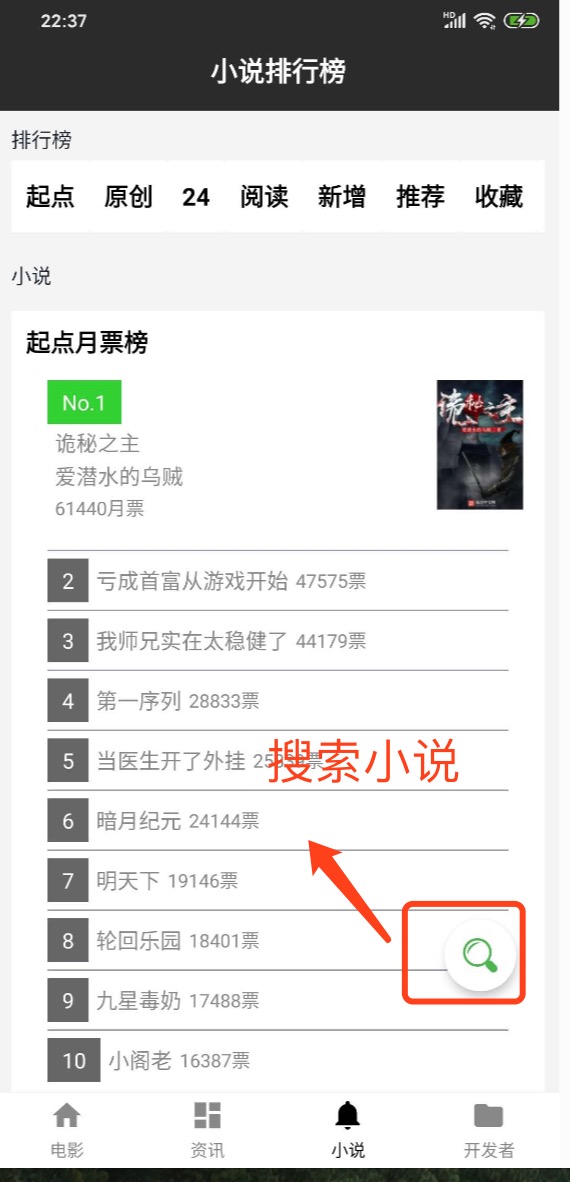 22:37
HD
小说排行榜
排行榜
起点 原创 24 阅读 新增 推荐 收藏
小说
起点月票榜
No.1
诡秘之主
诡秘之主
爱潜水的乌贼
61440月票
2 亏成首富从游戏开始 47575票
3 我师兄实在太稳健了 44179票
4 第一序列 28833票
5 当医生开了外挂
搜索小说
6 暗月纪元 24144票
7 明天下 19146票
8 轮回乐园 18401票
9 九星毒奶 17488票
10 小阁老 16387票
电影 资讯 小说 开发者